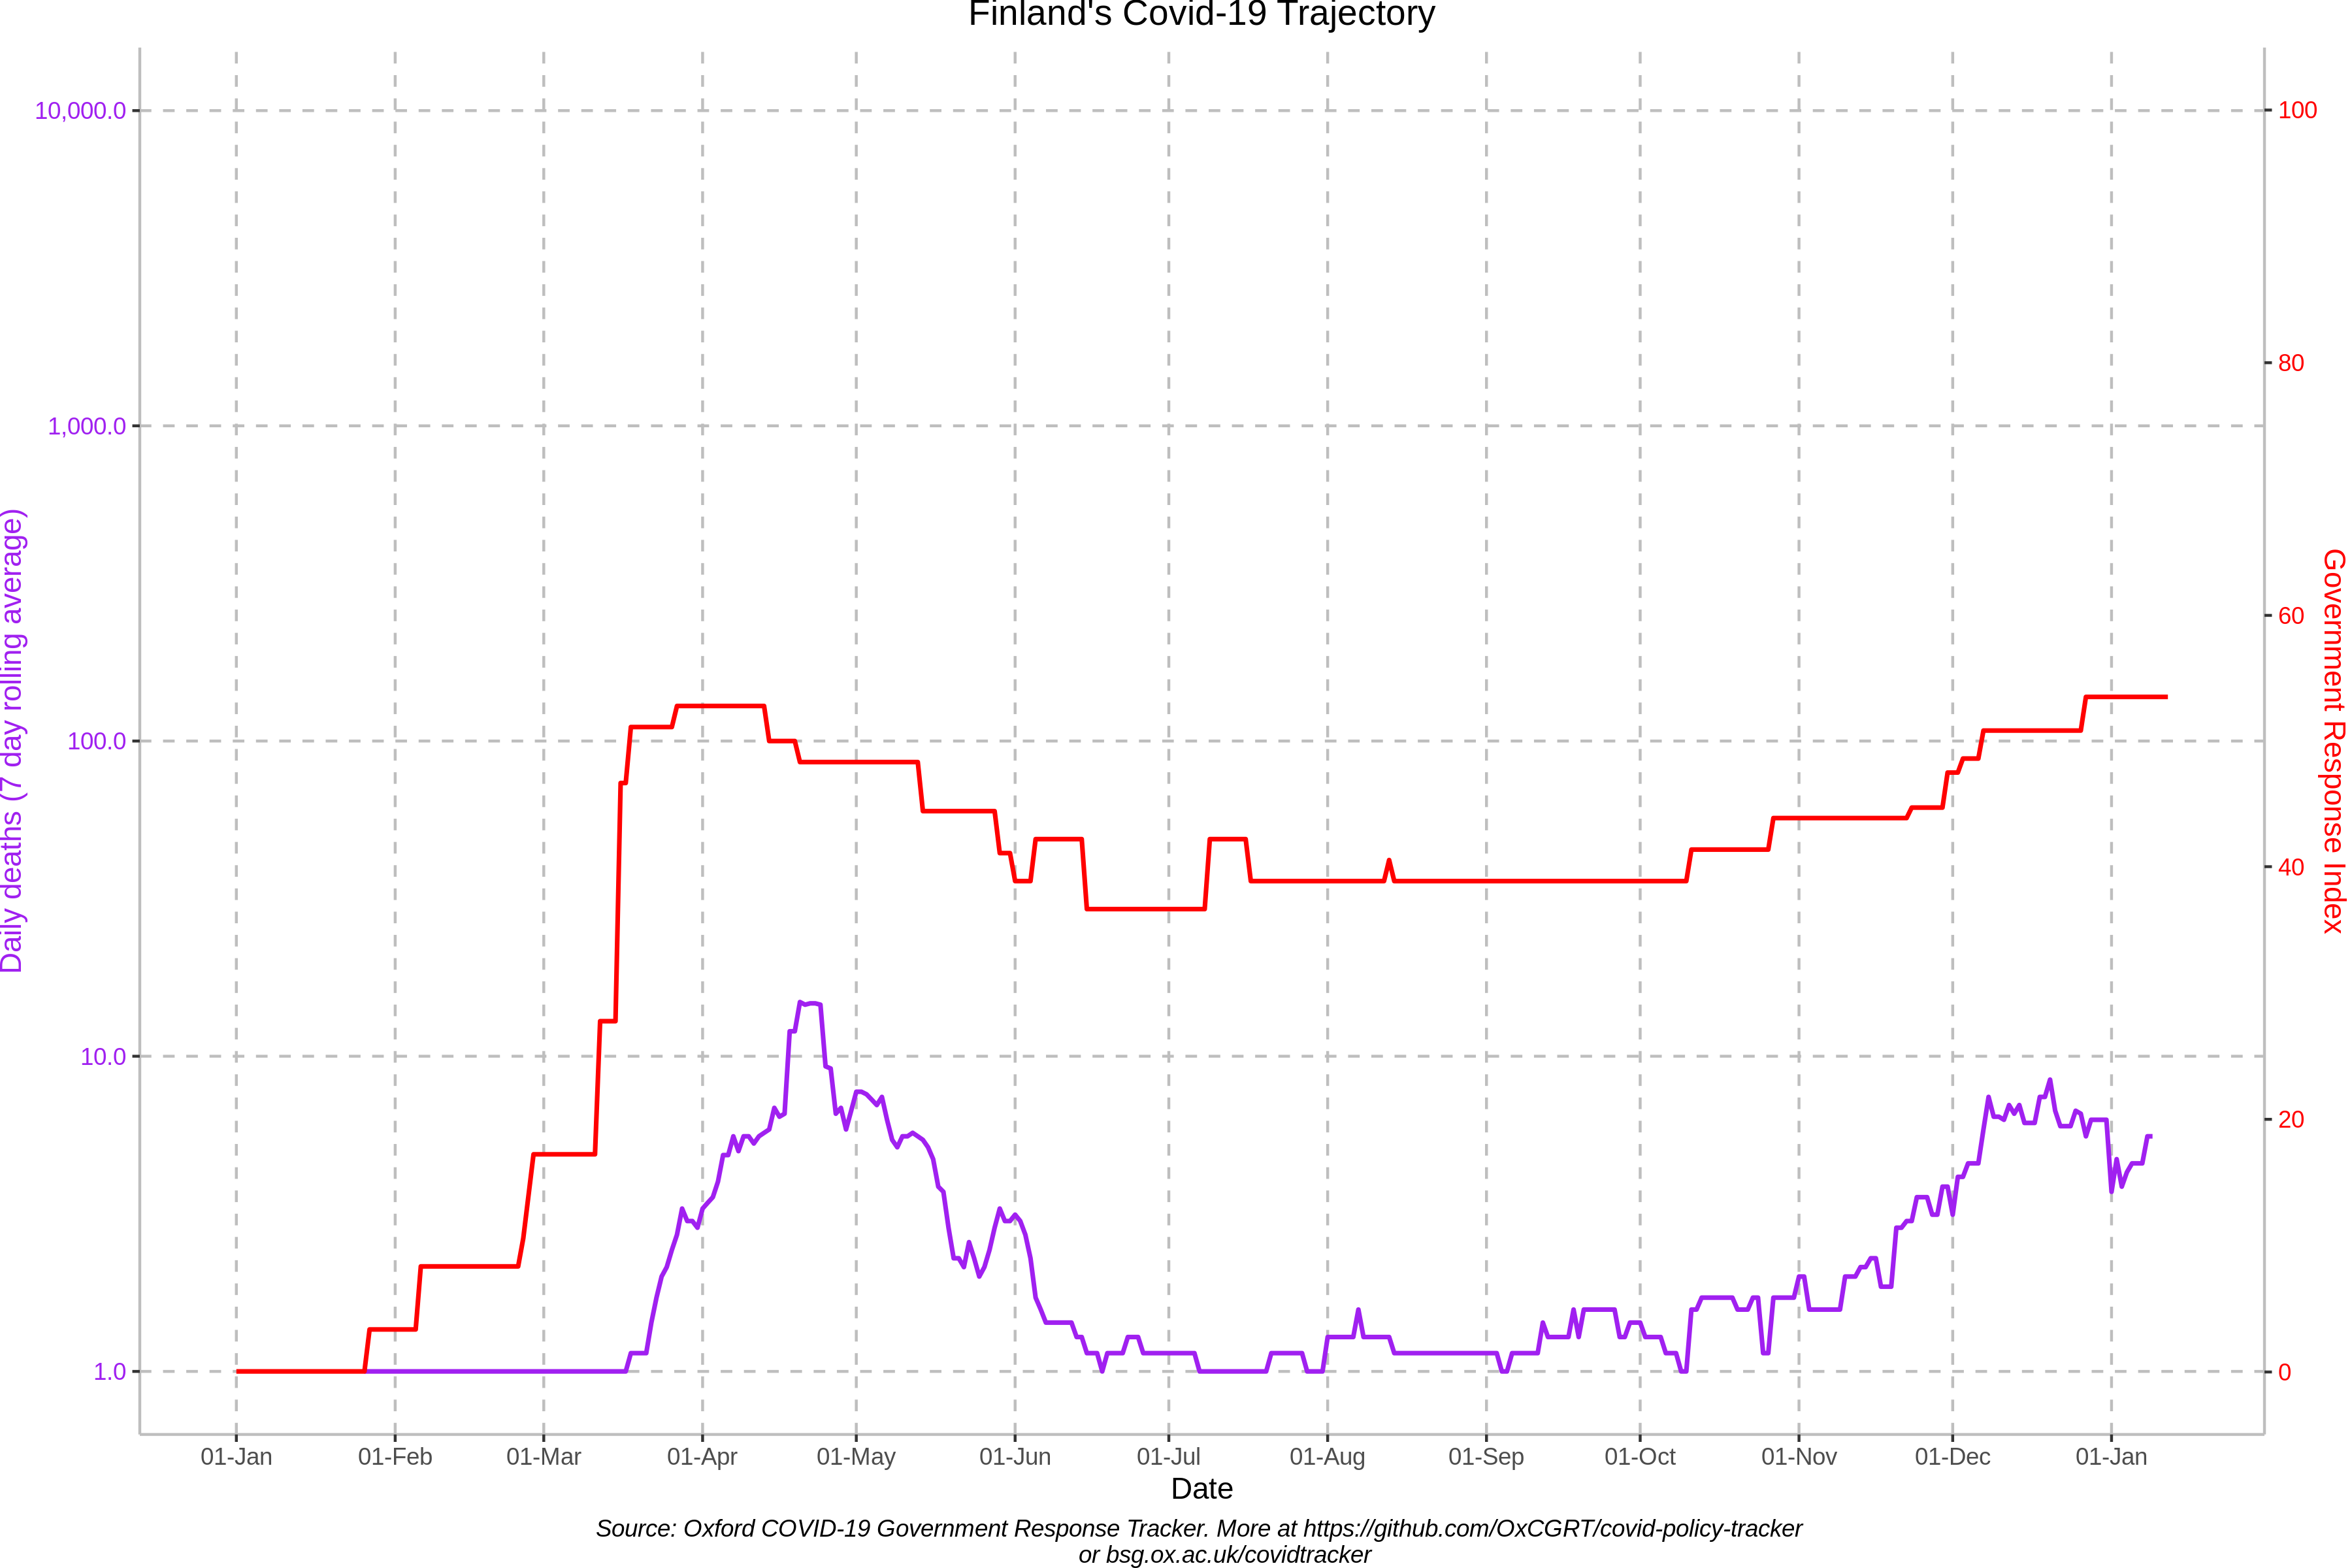 Finland's Covid-19 Trajectory
10,000.0
1,000.0
100.0
10.0
1.0
Daily deaths (7 day rolling average)
100
80
60
40
20
0
Government Response Index
01-Jan 01-Feb 01-Mar 01-Apr 01-May 01-Jun 01-Jul 01-Aug 01-Sep 01-Oct 01-Nov 01-Dec 01-Jan
Date
Source: Oxford COVID-19 Government Response Tracker. More at https://github.com/OxCGRT/covid-policy-tracker
or bsg.ox.ac.uk/covidtracker